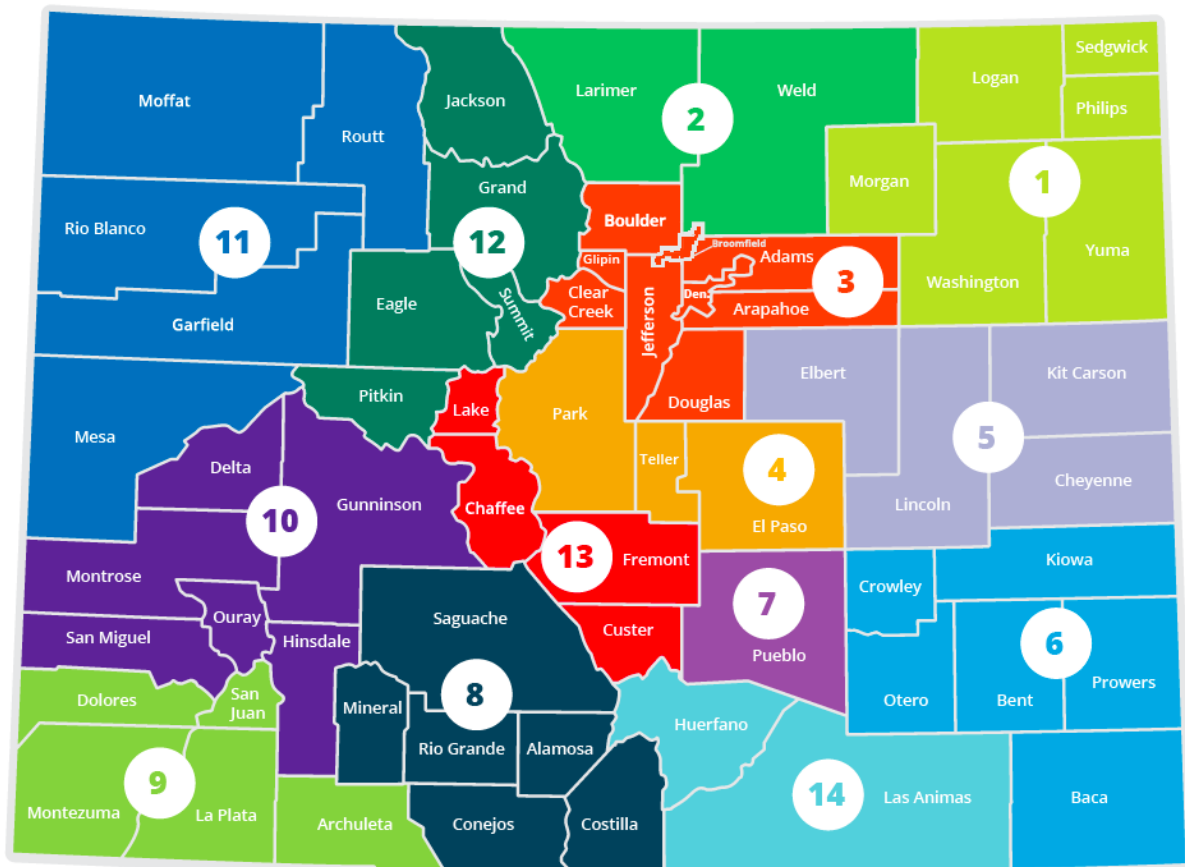 Moffat
Routt
Jackson
Larimer
Weld
Logan
Sedgwick
Philips
2
Morgan
1
Rio Blanco
11
Grand
12
Boulder
Broomfield
Glipin
Adams
Yuma
Washington
3
Garfield
Eagle
Summit
Clear
Creek
Jefferson
Den.
Arapahoe
Mesa
Pitkin
Lake
Park
Douglas
Elbert
Kit Carson
5
Delta
Gunninson
Chaffee
Teller
4
El Paso
Lincoln
Cheyenne
10
13
Fremont
Montrose
Ouray
San Miguel
Hinsdale
Saguache
Custer
7
Pueblo
Crowley
Kiowa
6
Dolores
San
Juan
Mineral
8
Rio Grande
Alamosa
Huerfano
Otero
Bent
Prowers
9
Montezuma
La Plata
Archuleta
Conejos
Costilla
14
Las Animas
Baca